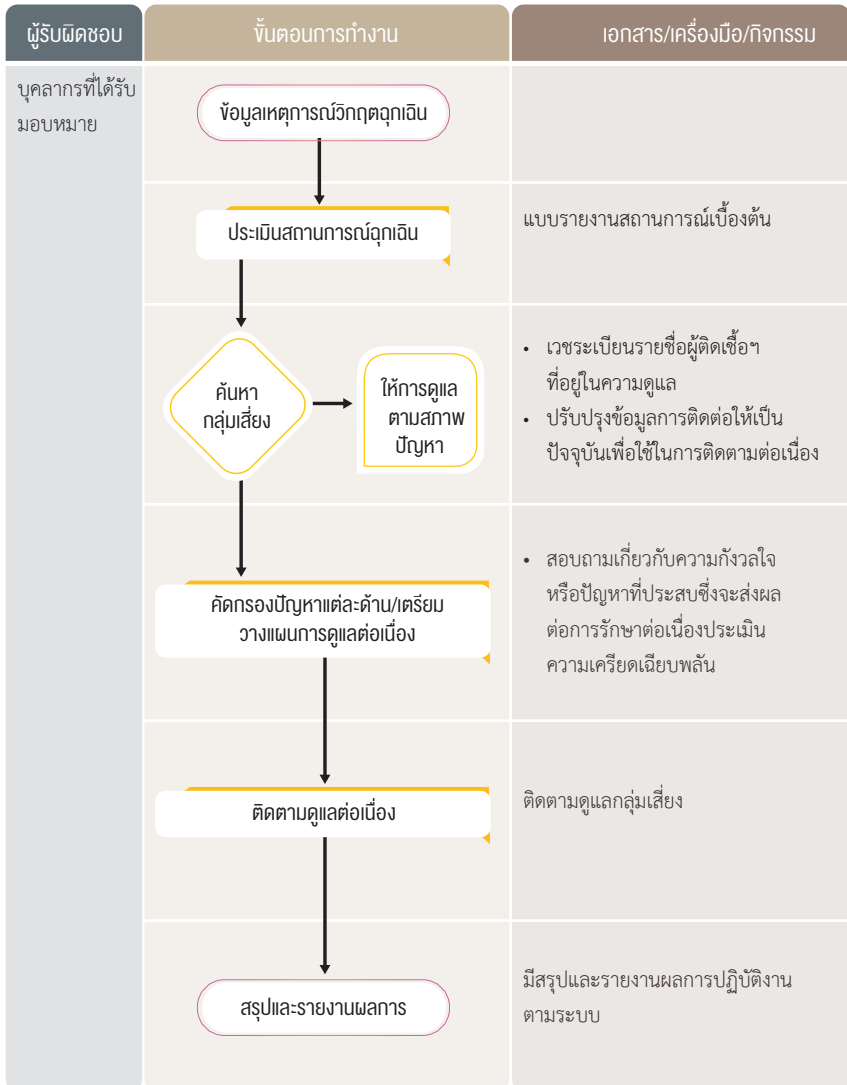 ผู้รับผิดชอบ
ขั้นตอนการทำงาน
เอกสาร/เครื่องมือ/กิจกรรม
บุคลากรที่ได้รับ
มอบหมาย
ข้อมูลเหตุการณ์วิกฤตฉุกเฉิน
ประเมินสถานการณ์ฉุกเฉิน
แบบรายงานสถานการณ์เบื้องต้น
ค้นหา
กลุ่มเสี่ยง
ให้การดูแล
ตามสภาพ
ปัญหา
• เวชระเบียนรายชื่อผู้ติดเชื้อฯ
ที่อยู่ในความดูแล
• ปรับปรุงข้อมูลการติดต่อให้เป็น
ปัจจุบันเพื่อใช้ในการติดตามต่อเนื่อง
คัดกรองปัญหาแต่ละด้าน/เตรียม
วางแผนการดูแลต่อเนื่อง
• สอบถามเกี่ยวกับความกังวลใจ
หรือปัญหาที่ประสบซึ่งจะส่งผล
ต่อการรักษาต่อเนื่องประเมิน
ความเครียดเฉียบพลัน
ติดตามดูแลต่อเนื่อง
ติดตามดูแลกลุ่มเสี่ยง
สรุปและรายงานผลการ
มีสรุปและรายงานผลการปฏิบัติงาน
ตามระบบ